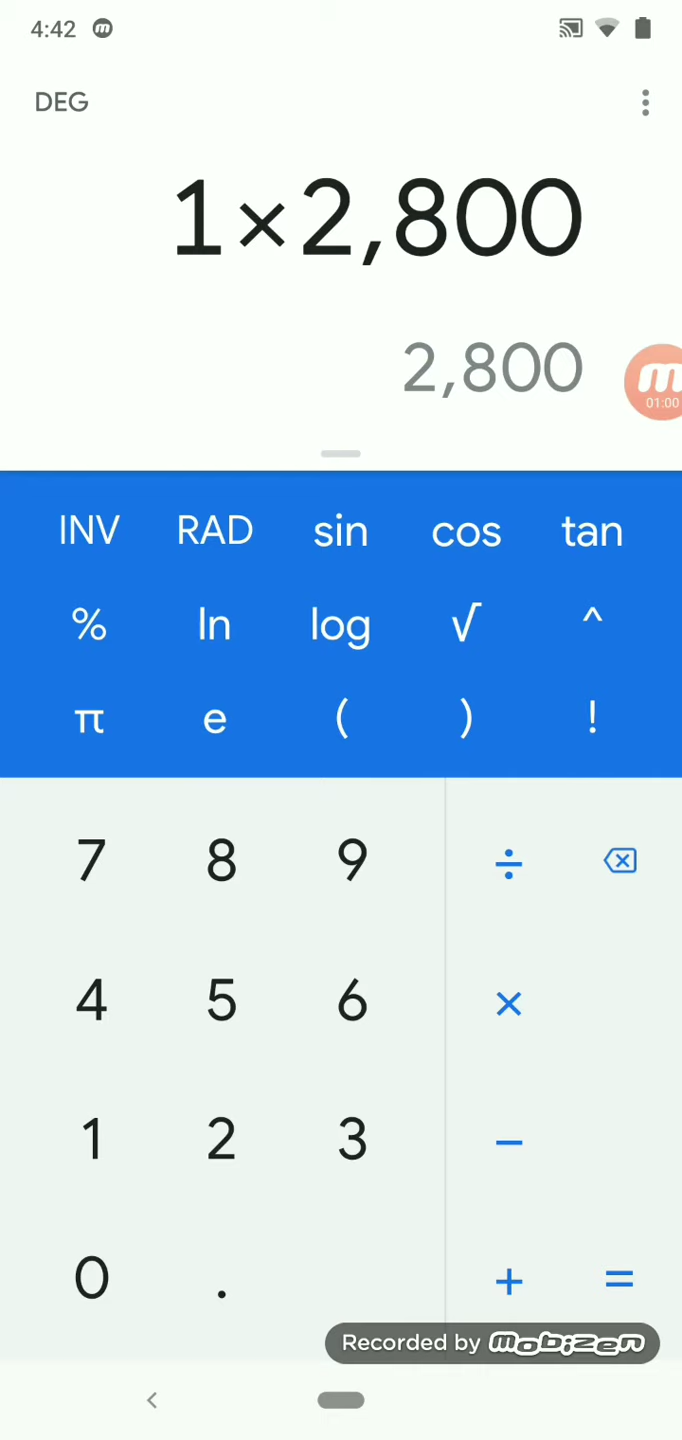 4:42
DEG
1×2,800
2,800
01:00
INV RAD sin cos tan
% ln log √ ^
π e ( ) !
7 8 9 ÷
4 5 6 ×
1 2 3 −
0 . + =
Recorded by mobizen